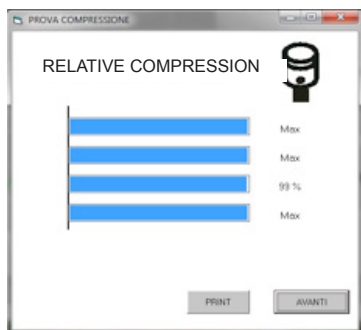 PROVA COMPRESSIONE
RELATIVE COMPRESSION
Max
Max
99 %
Max
PRINT
AVANTI